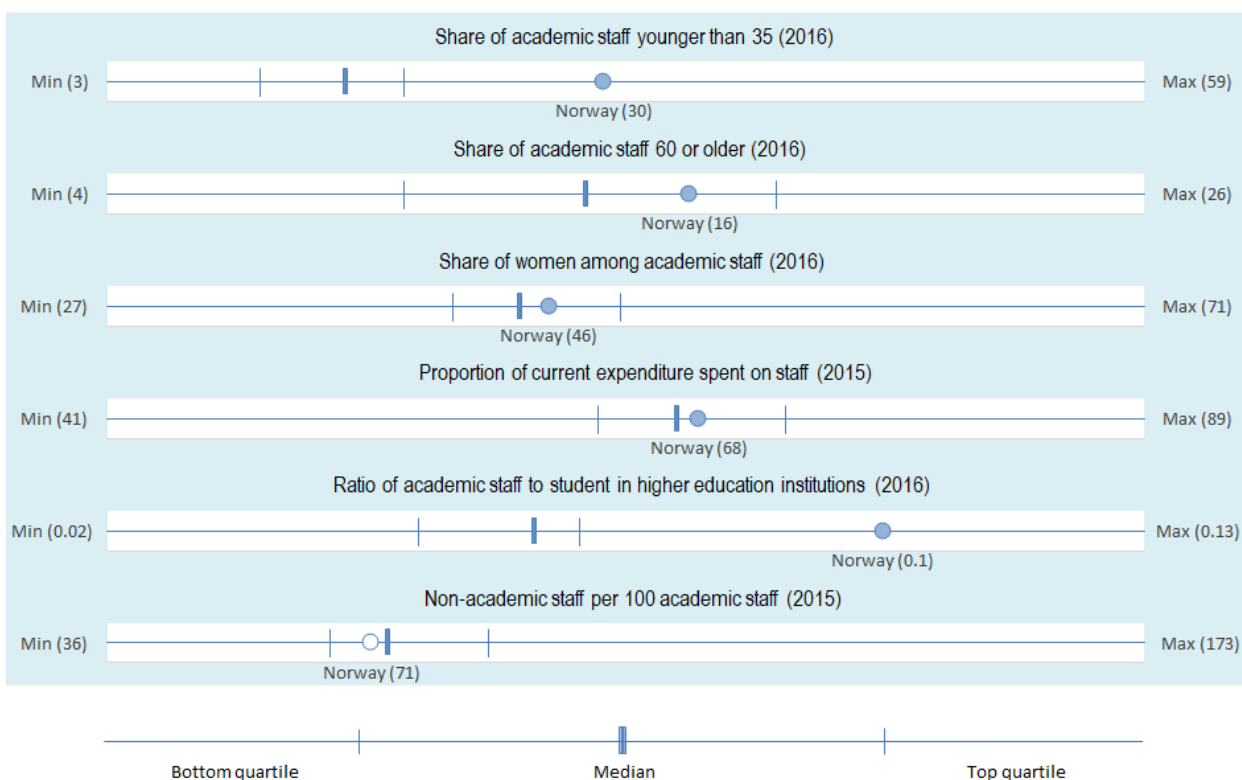 Share of academic staff younger than 35 (2016)
Min (3) Max (59)
Norway (30)
Share of academic staff 60 or older (2016)
Min (4) Max (26)
Norway (16)
Share of women among academic staff (2016)
Min (27) Max (71)
Norway (46)
Proportion of current expenditure spent on staff (2015)
Min (41) Max (89)
Norway (68)
Ratio of academic staff to student in higher education institutions (2016)
Min (0.02) Max (0.13)
Norway (0.1)
Non-academic staff per 100 academic staff (2015)
Min (36) Max (173)
Norway (71)
Bottom quartile Median Top quartile